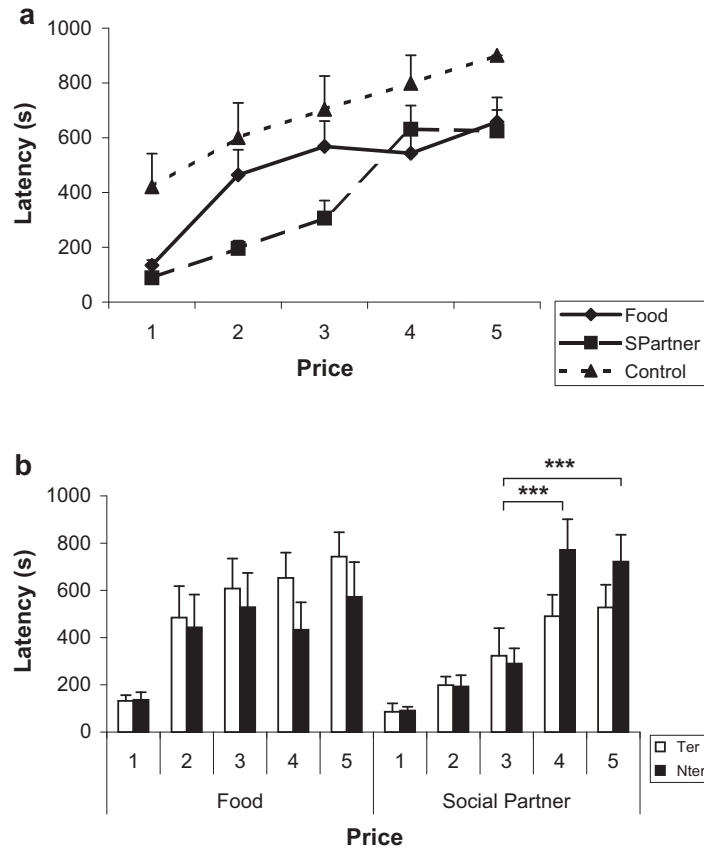 a
1000
800
600
400
200
0
Latency (s)
1 2 3 4 5
Price
Food
SPartner
Control
b
1000
800
600
400
200
0
Latency (s)
***
***
1 2 3 4 5 1 2 3 4 5
Food Social Partner
Price
Ter
Nter